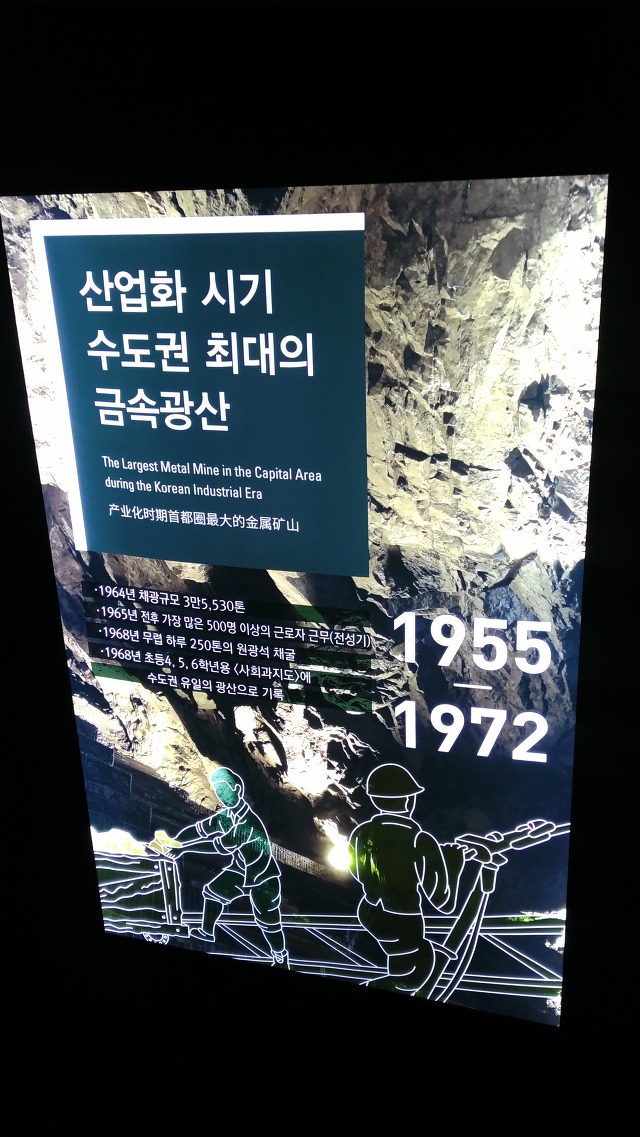 산업화 시기
수도권 최대의
금속광산
The Largest Metal Mine in the Capital Area
during the Korean Industrial Era
产业化时期首都圈最大的金属矿山
·1964년 채광규모 3만5,530톤
·1965년 전후 가장 많은 500명 이상의 근로자 근무(전성기)
·1968년 무렵 하루 250톤의 원광석 채굴
·1968년 초등4, 5, 6학년용 <사회과지도>에
수도권 유일의 광산으로 기록
1955
—
1972